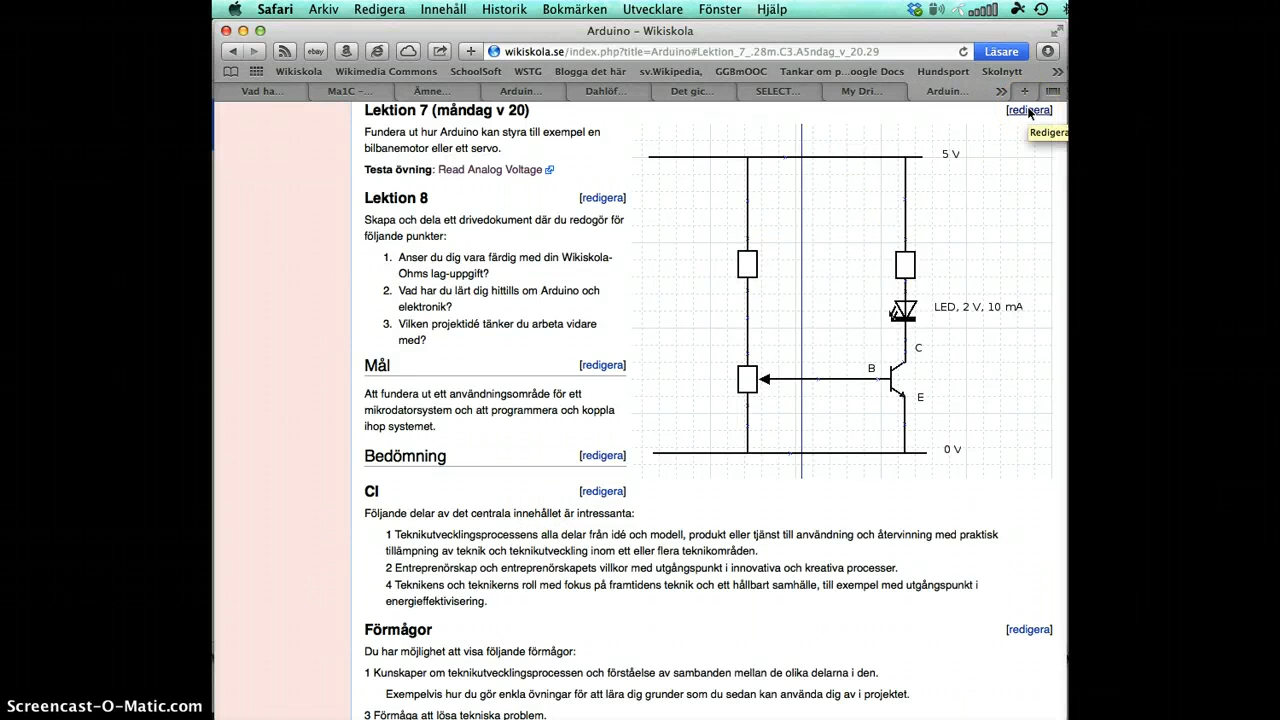 Safari Arkiv Redigera Innehåll Historik Bokmärken Utvecklare Fönster Hjälp
Arduino – Wikiskola
ebay wikiskola.se/index.php?title=Arduino#Lektion_7_.28m.C3.A5ndag_v_20.29 Läsare
Wikiskola Wikimedia Commons SchoolSoft WSTG Blogga det här sv.Wikipedia, GGBmOOC Tankar om p...oogle Docs Hundsport Skolnytt
Vad ha... Ma1C –... Ämne... Arduin... Dahlöf... Det gic... SELECT... My Dri... Arduin...
Lektion 7 (måndag v 20) [redigera]
Redigera
Fundera ut hur Arduino kan styra till exempel en
bilbanemotor eller ett servo.
Testa övning: Read Analog Voltage
Lektion 8 [redigera]
Skapa och dela ett drivedokument där du redogör för
följande punkter:
1. Anser du dig vara färdig med din Wikiskola-
Ohms lag-uppgift?
2. Vad har du lärt dig hittills om Arduino och
elektronik?
3. Vilken projektidé tänker du arbeta vidare
med?
5 V
LED, 2 V, 10 mA
C
B
E
0 V
Mål [redigera]
Att fundera ut ett användningsområde för ett
mikrodatorsystem och att programmera och koppla
ihop systemet.
Bedömning [redigera]
CI [redigera]
Följande delar av det centrala innehållet är intressanta:
1 Teknikutvecklingsprocessens alla delar från idé och modell, produkt eller tjänst till användning och återvinning med praktisk
tillämpning av teknik och teknikutveckling inom ett eller flera teknikområden.
2 Entreprenörskap och entreprenörskapets villkor med utgångspunkt i innovativa och kreativa processer.
4 Teknikens och teknikerns roll med fokus på framtidens teknik och ett hållbart samhälle, till exempel med utgångspunkt i
energieffektivisering.
Förmågor [redigera]
Du har möjlighet att visa följande förmågor:
1 Kunskaper om teknikutvecklingsprocessen och förståelse av sambanden mellan de olika delarna i den.
Exempelvis hur du gör enkla övningar för att lära dig grunder som du sedan kan använda dig av i projektet.
3 Förmåga att lösa tekniska problem.
Screencast-O-Matic.com